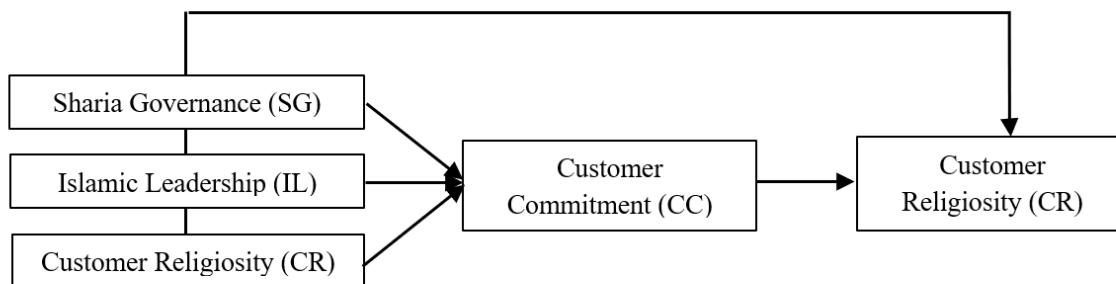 Sharia Governance (SG)
Islamic Leadership (IL)
Customer Religiosity (CR)
Customer
Commitment (CC)
Customer
Religiosity (CR)